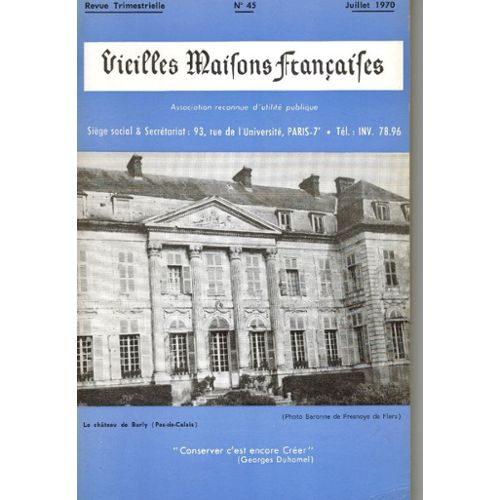 Revue Trimestrielle N° 45 Juillet 1970
Vieilles Maisons Françaises
Association reconnue d'utilité publique
Siège social & Secrétariat : 93, rue de l'Université, PARIS-7e • Tél. : INV. 78.96
(Photo Baronne de Fresnoye de Flers)
Le château de Barly (Pas-de-Calais)
"Conserver c'est encore Créer"
(Georges Duhamel)